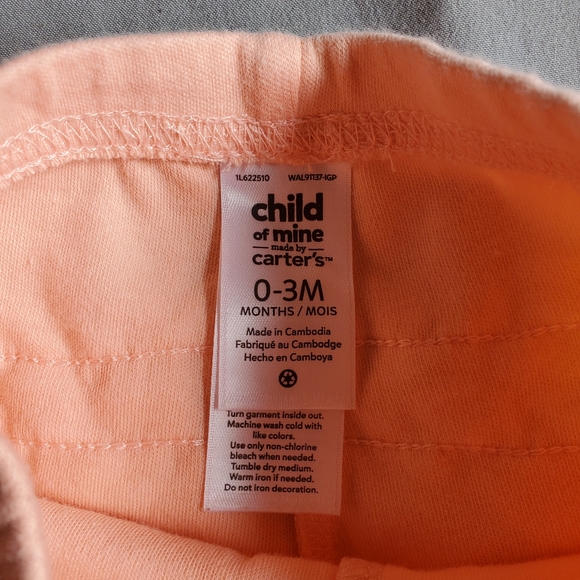 1L622510 WAL91137-IGP
child
of mine
made by
carter's™
0-3M
MONTHS / MOIS
Made in Cambodia
Fabriqué au Cambodge
Hecho en Camboya
Turn garment inside out.
Machine wash cold with
like colors.
Use only non-chlorine
bleach when needed.
Tumble dry medium.
Warm iron if needed.
Do not iron decoration.